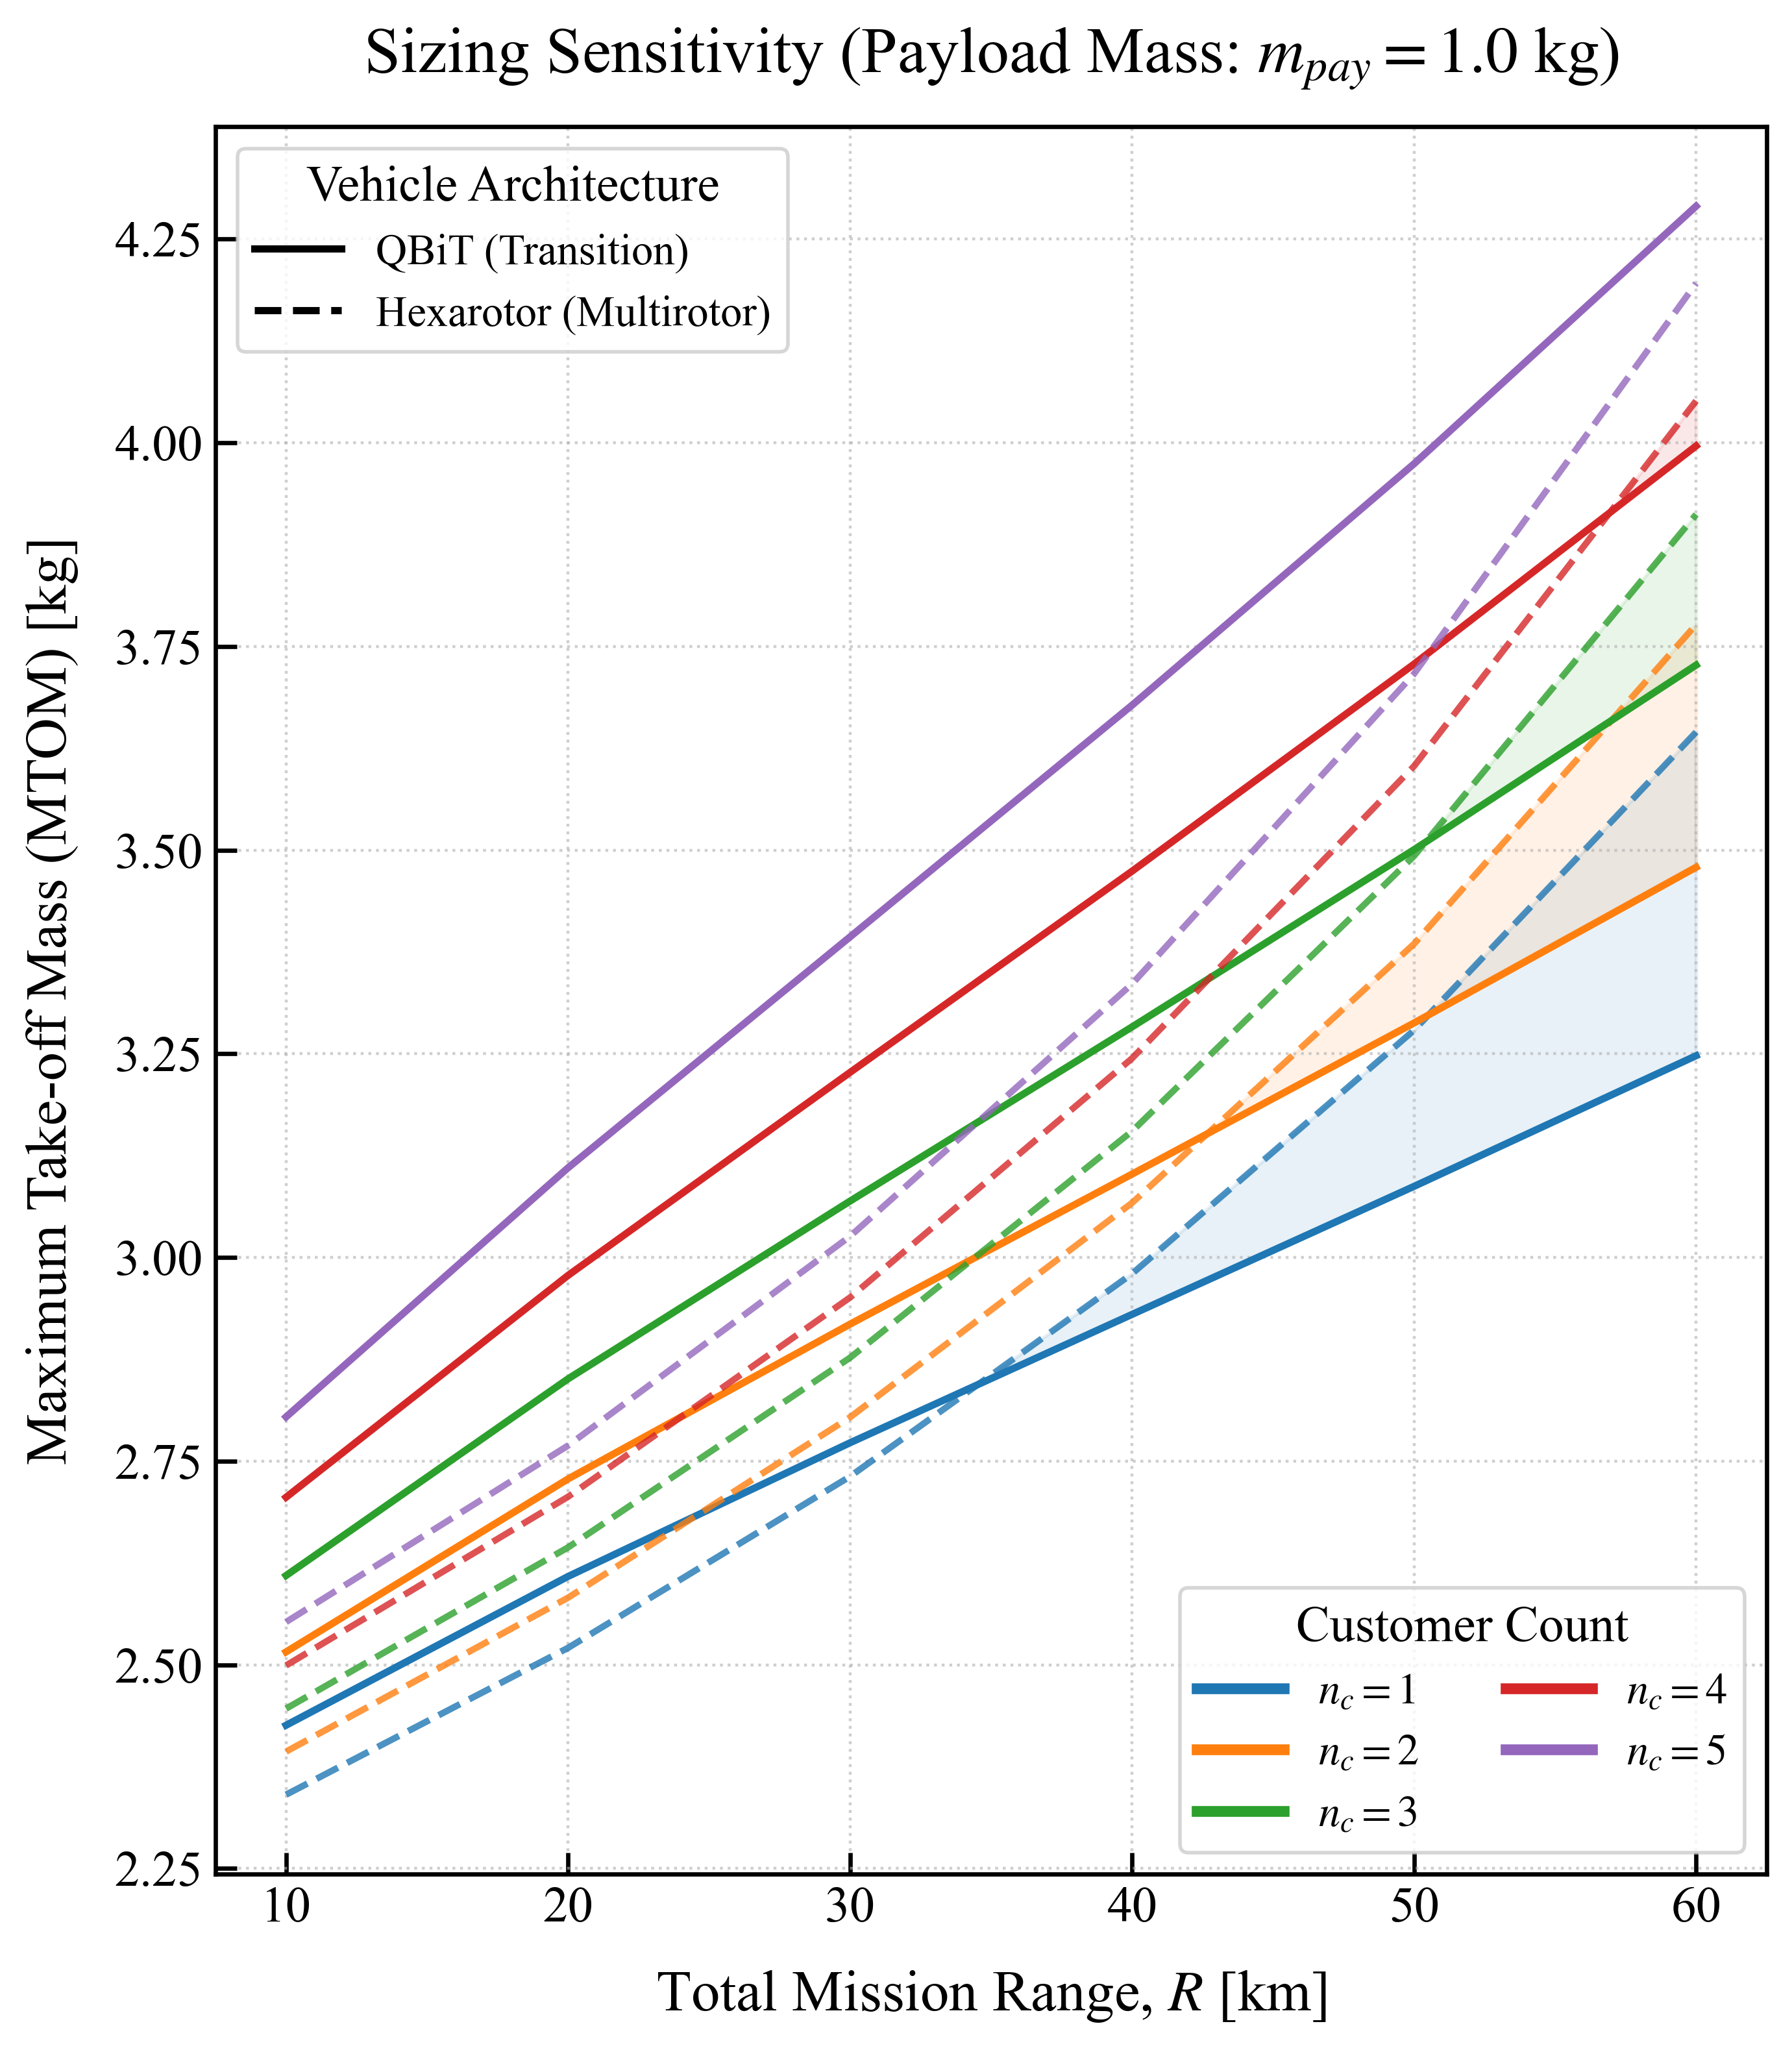 Sizing Sensitivity (Payload Mass: m_pay = 1.0 kg)
Vehicle Architecture
QBiT (Transition)
Hexarotor (Multirotor)
Maximum Take-off Mass (MTOM) [kg]
4.25
4.00
3.75
3.50
3.25
3.00
2.75
2.50
2.25
Customer Count
n_c = 1
n_c = 2
n_c = 3
n_c = 4
n_c = 5
10 20 30 40 50 60
Total Mission Range, R [km]